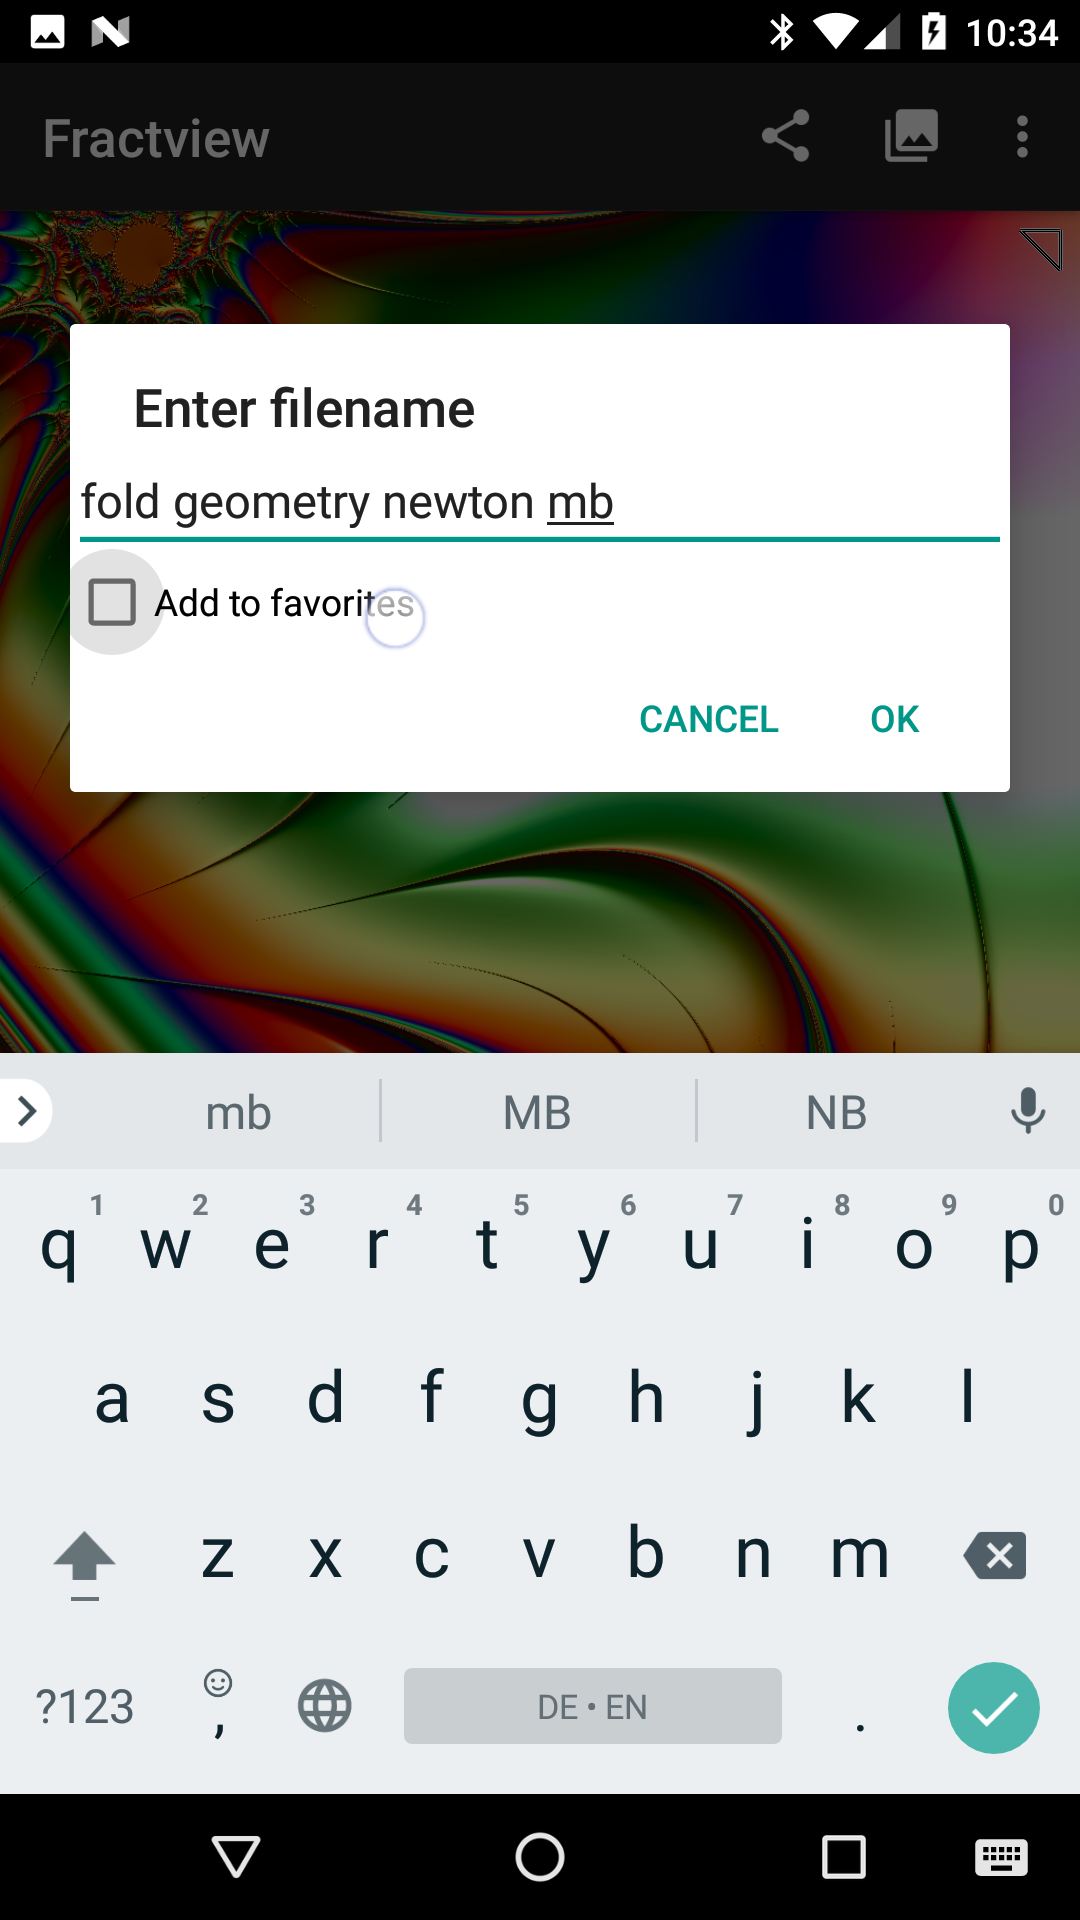 10:34
Fractview
Enter filename
fold geometry newton mb
Add to favorites
CANCEL OK
mb MB NB
1 2 3 4 5 6 7 8 9 0
q w e r t y u i o p
a s d f g h j k l
z x c v b n m
?123 , DE • EN .